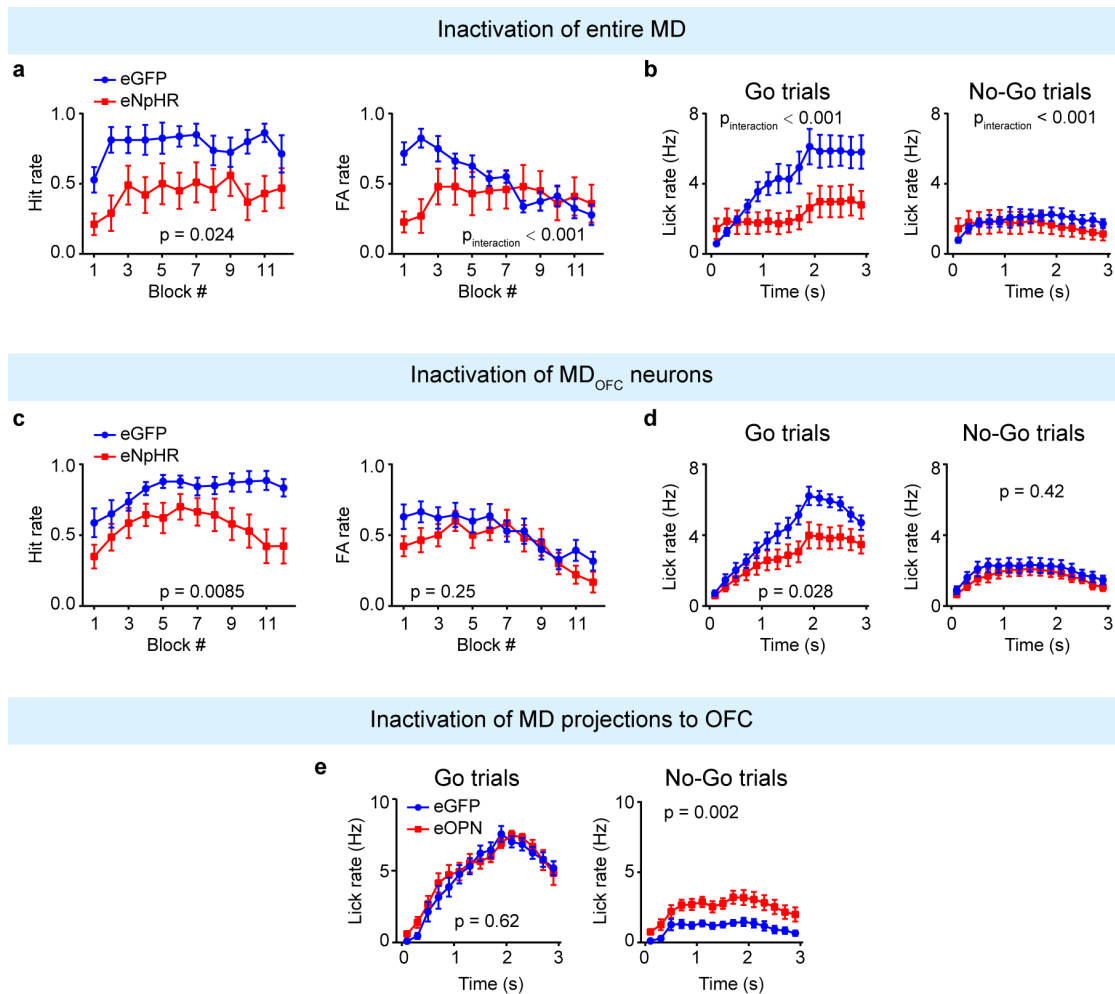 Inactivation of entire MD
a
eGFP
eNpHR
Hit rate
1.0
0.5
0.0
p = 0.024
1 3 5 7 9 11
Block #
FA rate
1.0
0.5
0.0
p_interaction < 0.001
1 3 5 7 9 11
Block #
b
Go trials
p_interaction < 0.001
Lick rate (Hz)
8
4
0
0 1 2 3
Time (s)
No-Go trials
p_interaction < 0.001
Lick rate (Hz)
8
4
0
0 1 2 3
Time (s)
Inactivation of MD_OFC neurons
c
eGFP
eNpHR
Hit rate
1.0
0.5
0.0
p = 0.0085
1 3 5 7 9 11
Block #
FA rate
1.0
0.5
0.0
p = 0.25
1 3 5 7 9 11
Block #
d
Go trials
Lick rate (Hz)
8
4
0
p = 0.028
0 1 2 3
Time (s)
No-Go trials
p = 0.42
Lick rate (Hz)
8
4
0
0 1 2 3
Time (s)
Inactivation of MD projections to OFC
e
Go trials
eGFP
eOPN
Lick rate (Hz)
10
5
0
p = 0.62
0 1 2 3
Time (s)
No-Go trials
p = 0.002
Lick rate (Hz)
10
5
0
0 1 2 3
Time (s)